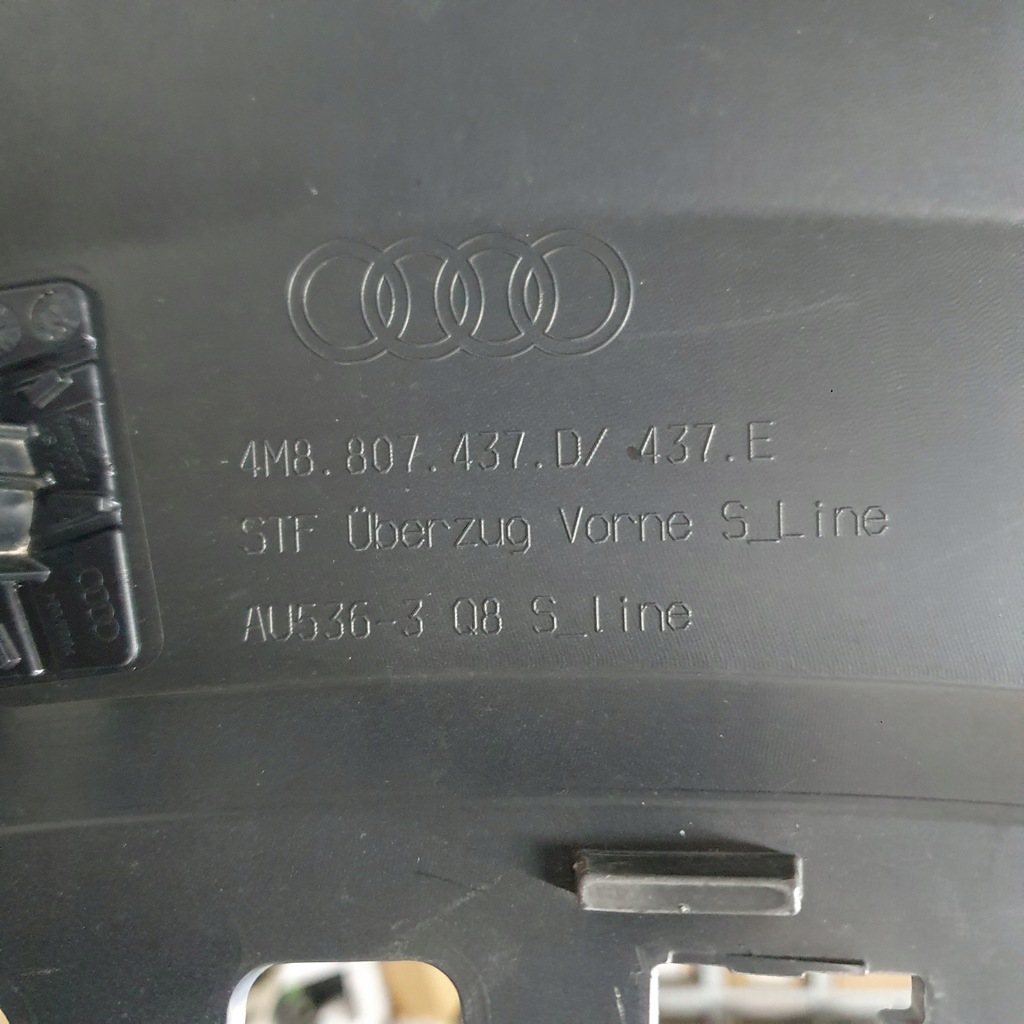 4M8.807.437.D/ .437.E
STF Überzug Vorne S_Line
AU536-3 Q8 S_line